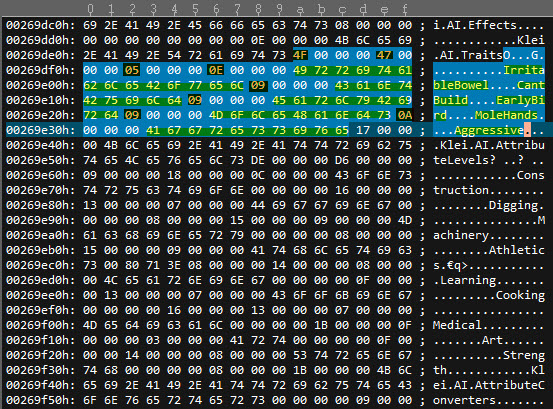 0 1 2 3 4 5 6 7 8 9 a b c d e f
00269dc0h: 69 2E 41 49 2E 45 66 66 65 63 74 73 08 00 00 00 ; i.AI.Effects....
00269dd0h: 00 00 00 00 00 00 00 00 0E 00 00 00 4B 6C 65 69 ; ............Klei
00269de0h: 2E 41 49 2E 54 72 61 69 74 73 4F 00 00 00 47 00 ; .AI.TraitsO...G.
00269df0h: 00 00 05 00 00 00 0E 00 00 00 49 72 72 69 74 61 ; ..........Irrita
00269e00h: 62 6C 65 42 6F 77 65 6C 09 00 00 00 43 61 6E 74 ; bleBowel....Cant
00269e10h: 42 75 69 6C 64 09 00 00 00 45 61 72 6C 79 42 69 ; Build....EarlyBi
00269e20h: 72 64 09 00 00 00 4D 6F 6C 65 48 61 6E 64 73 0A ; rd....MoleHands.
00269e30h: 00 00 00 41 67 67 72 65 73 73 69 76 65 17 00 00 ; ...Aggressive...
00269e40h: 00 4B 6C 65 69 2E 41 49 2E 41 74 74 72 69 62 75 ; .Klei.AI.Attribu
00269e50h: 74 65 4C 65 76 65 6C 73 DE 00 00 00 D6 00 00 00 ; teLevels? ..? ..
00269e60h: 09 00 00 00 18 00 00 00 0C 00 00 00 43 6F 6E 73 ; ............Cons
00269e70h: 74 72 75 63 74 69 6F 6E 00 00 00 00 16 00 00 00 ; truction........
00269e80h: 13 00 00 00 07 00 00 00 44 69 67 67 69 6E 67 00 ; ........Digging.
00269e90h: 00 00 00 08 00 00 00 15 00 00 00 09 00 00 00 4D ; ...............M
00269ea0h: 61 63 68 69 6E 65 72 79 00 00 00 00 08 00 00 00 ; achinery........
00269eb0h: 15 00 00 00 09 00 00 00 41 74 68 6C 65 74 69 63 ; ........Athletic
00269ec0h: 73 00 80 71 3E 08 00 00 00 14 00 00 00 08 00 00 ; s.€q>...........
00269ed0h: 00 4C 65 61 72 6E 69 6E 67 00 00 00 00 08 00 00 ; .Learning.......
00269ee0h: 00 13 00 00 00 07 00 00 00 43 6F 6F 6B 69 6E 67 ; .........Cooking
00269ef0h: 00 00 00 00 16 00 00 00 13 00 00 00 07 00 00 00 ; ................
00269f00h: 4D 65 64 69 63 61 6C 00 00 00 00 1B 00 00 00 0F ; Medical.........
00269f10h: 00 00 00 03 00 00 00 41 72 74 00 00 00 00 0F 00 ; .......Art......
00269f20h: 00 00 14 00 00 00 08 00 00 00 53 74 72 65 6E 67 ; ..........Streng
00269f30h: 74 68 00 00 00 00 08 00 00 00 1B 00 00 00 4B 6C ; th............Kl
00269f40h: 65 69 2E 41 49 2E 41 74 74 72 69 62 75 74 65 43 ; ei.AI.AttributeC
00269f50h: 6F 6E 76 65 72 74 65 72 73 00 00 00 00 09 00 00 ; onverters.......